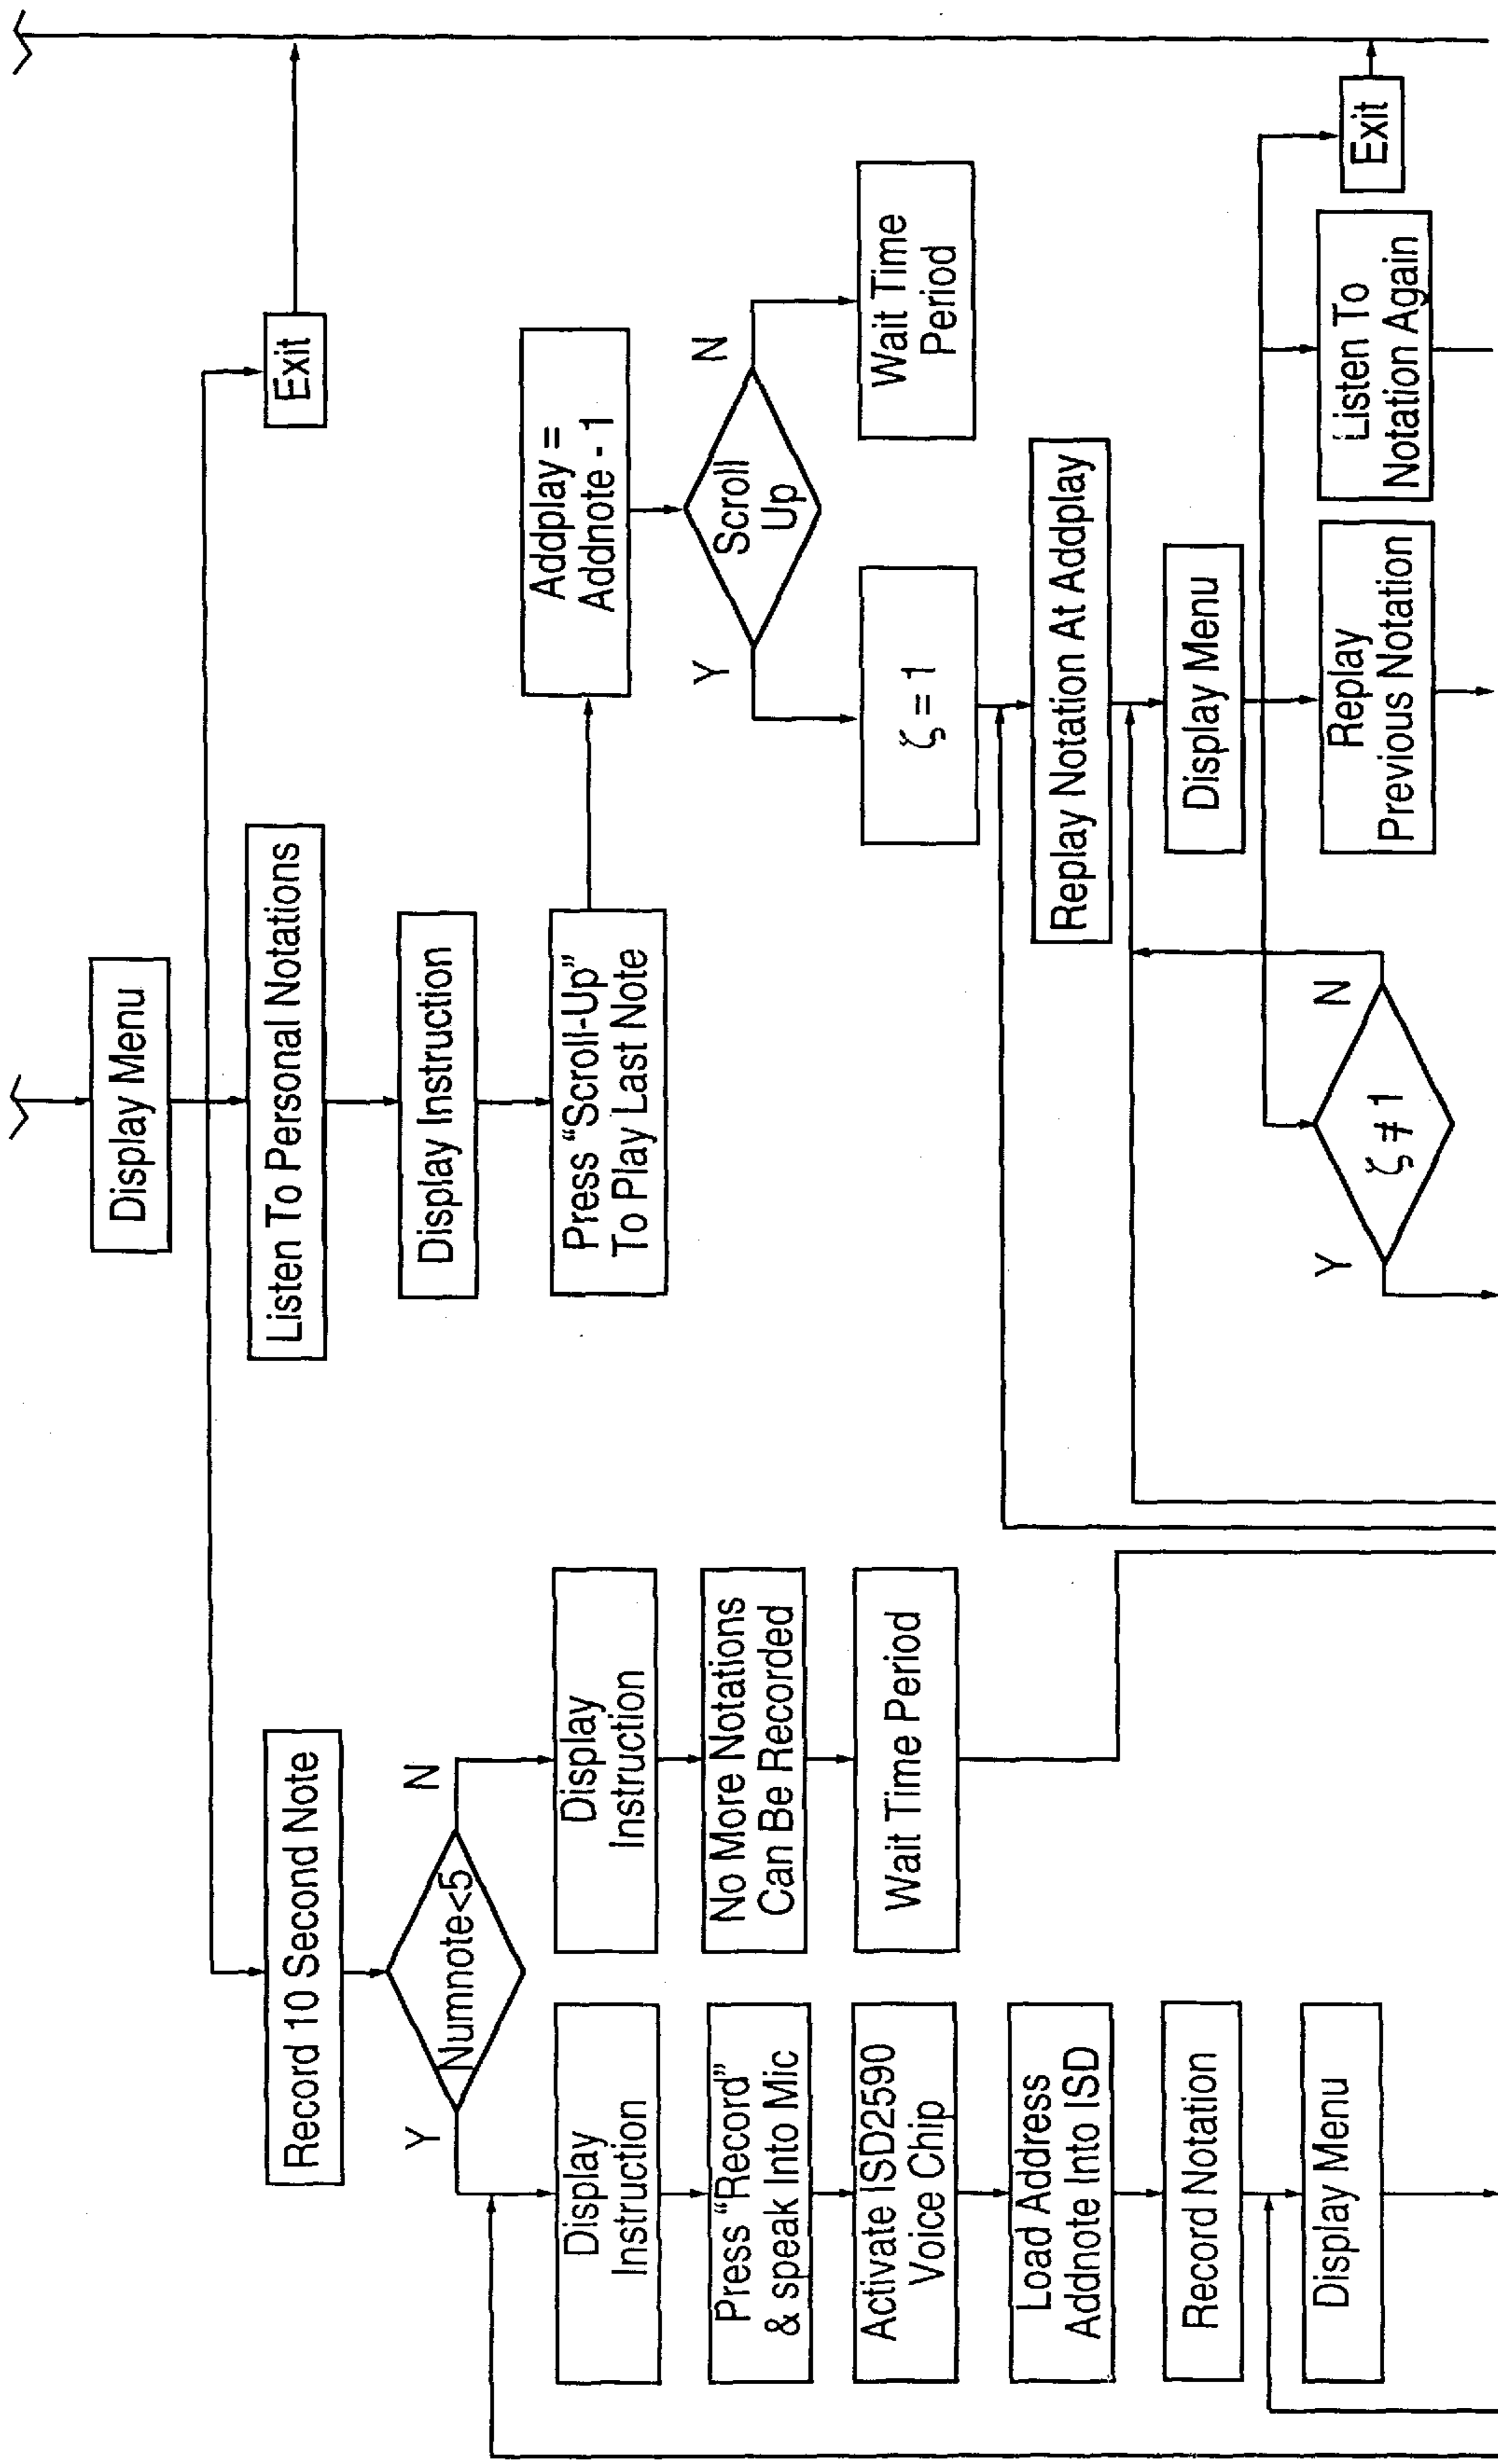 Display Menu
Record 10 Second Note
Numnote<5
Y
N
Display
Instruction
Press “Record”
& speak Into Mic
Activate ISD2590
Voice Chip
Load Address
Addnote Into ISD
Record Notation
Display Menu
Display
Instruction
No More Notations
Can Be Recorded
Wait Time Period
Listen To Personal Notations
Display Instruction
Press “Scroll-Up”
To Play Last Note
Addplay =
Addnote - 1
Scroll
Up
Y
N
ζ = 1
Wait Time
Period
Replay Notation At Addplay
Display Menu
ζ ≠ 1
Y
N
Replay
Previous Notation
Listen To
Notation Again
Exit
Exit